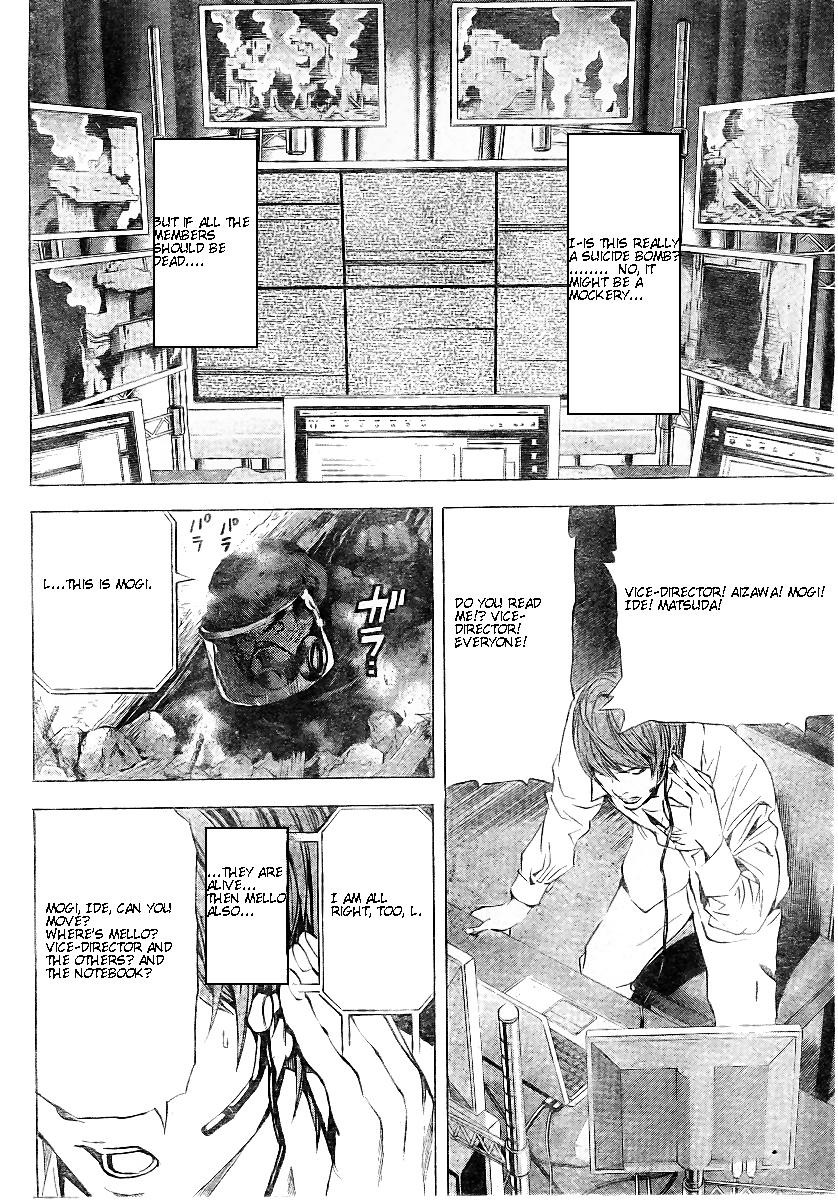 I-IS THIS REALLY
A SUICIDE BOMB?
........ NO, IT
MIGHT BE A
MOCKERY...
BUT IF ALL THE
MEMBERS
SHOULD BE
DEAD....
VICE-DIRECTOR! AIZAWA! MOGI!
IDE! MATSUDA!
DO YOU READ
ME!? VICE-
DIRECTOR!
EVERYONE!
パラ
パラ
ガラ..
L...THIS IS MOGI.
I AM ALL
RIGHT, TOO, L.
...THEY ARE
ALIVE...
THEN MELLO
ALSO...
MOGI, IDE, CAN YOU
MOVE?
WHERE'S MELLO?
VICE-DIRECTOR AND
THE OTHERS? AND
THE NOTEBOOK?